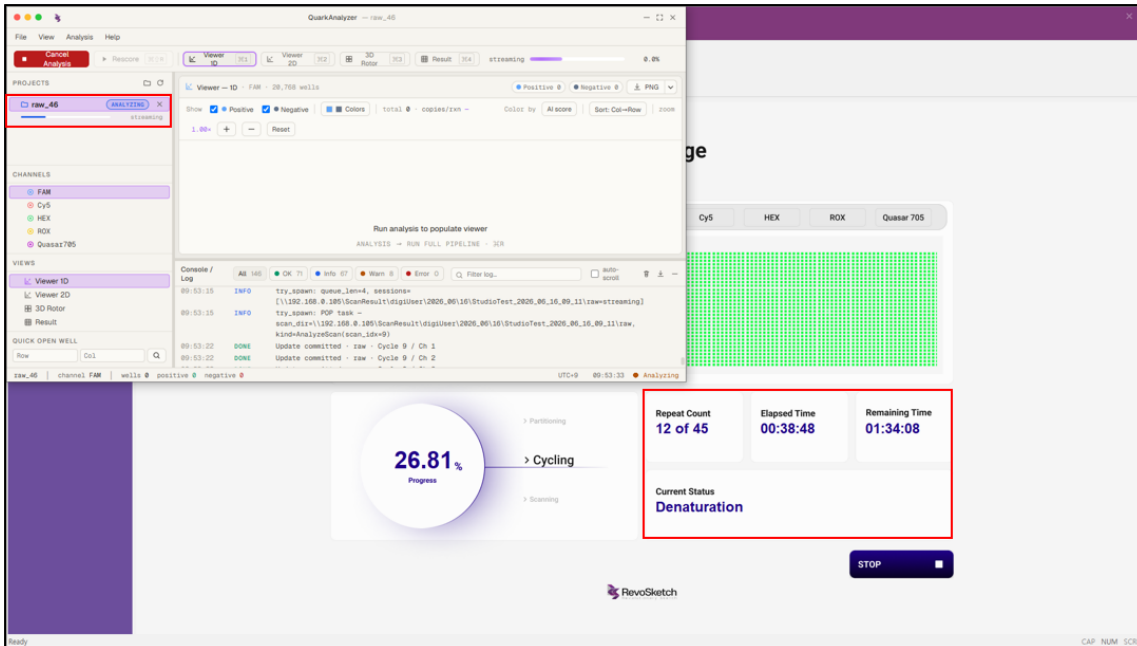 QuarkAnalyzer — raw_46
File View Analysis Help
Cancel Analysis
Rescore
Viewer 1D ⌘1
Viewer 2D ⌘2
3D Rotor ⌘3
Result ⌘4
streaming
0.0%
PROJECTS
raw_46 ANALYZING ×
streaming
CHANNELS
FAM
Cy5
HEX
ROX
Quasar705
VIEWS
Viewer 1D
Viewer 2D
3D Rotor
Result
QUICK OPEN WELL
Row Col
Viewer — 1D · FAM · 20,768 wells
Positive 0 Negative 0 PNG
Show Positive Negative Colors total 0 · copies/rxn — Color by AI score Sort: Col→Row zoom
1.00× + — Reset
Run analysis to populate viewer
ANALYSIS → RUN FULL PIPELINE · ⌘R
Console / Log
All 146 OK 71 Info 67 Warn 8 Error 0 Filter log… auto-scroll
09:53:15 INFO try_spawn: queue_len=4, sessions=
[\\192.168.0.105\ScanResult\digiUser\2026_06\16\StudioTest_2026_06_16_09_11\raw=streaming]
09:53:15 INFO try_spawn: POP task —
scan_dir=\\192.168.0.105\ScanResult\digiUser\2026_06\16\StudioTest_2026_06_16_09_11\raw,
kind=AnalyzeScan(scan_idx=9)
09:53:22 DONE Update committed · raw · Cycle 9 / Ch 1
09:53:22 DONE Update committed · raw · Cycle 9 / Ch 2
raw_46 channel FAM wells 0 positive 0 negative 0 UTC+9 09:53:33 Analyzing
ge
Cy5 HEX ROX Quasar 705
26.81 %
Progress
> Partitioning
> Cycling
> Scanning
Repeat Count
12 of 45
Elapsed Time
00:38:48
Remaining Time
01:34:08
Current Status
Denaturation
STOP
RevoSketch
Ready
CAP NUM SCR